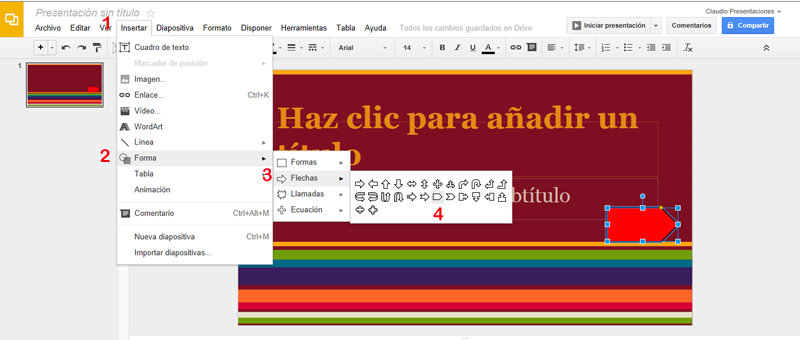 Presentación sin título
Claudio Presentaciones
Archivo Editar Ver Insertar Diapositiva Formato Disponer Herramientas Tabla Ayuda Todos los cambios guardados en Drive
Iniciar presentación Comentarios Compartir
1
Arial 14 B I U A
Cuadro de texto
Marcador de posición
Imagen...
Enlace... Ctrl+K
Vídeo...
WordArt
Línea
2 Forma
Tabla
Animación
Comentario Ctrl+Alt+M
Nueva diapositiva Ctrl+M
Importar diapositivas...
3
Formas
Flechas
Llamadas
Ecuación
4
1
Haz clic para añadir un
título
btítulo